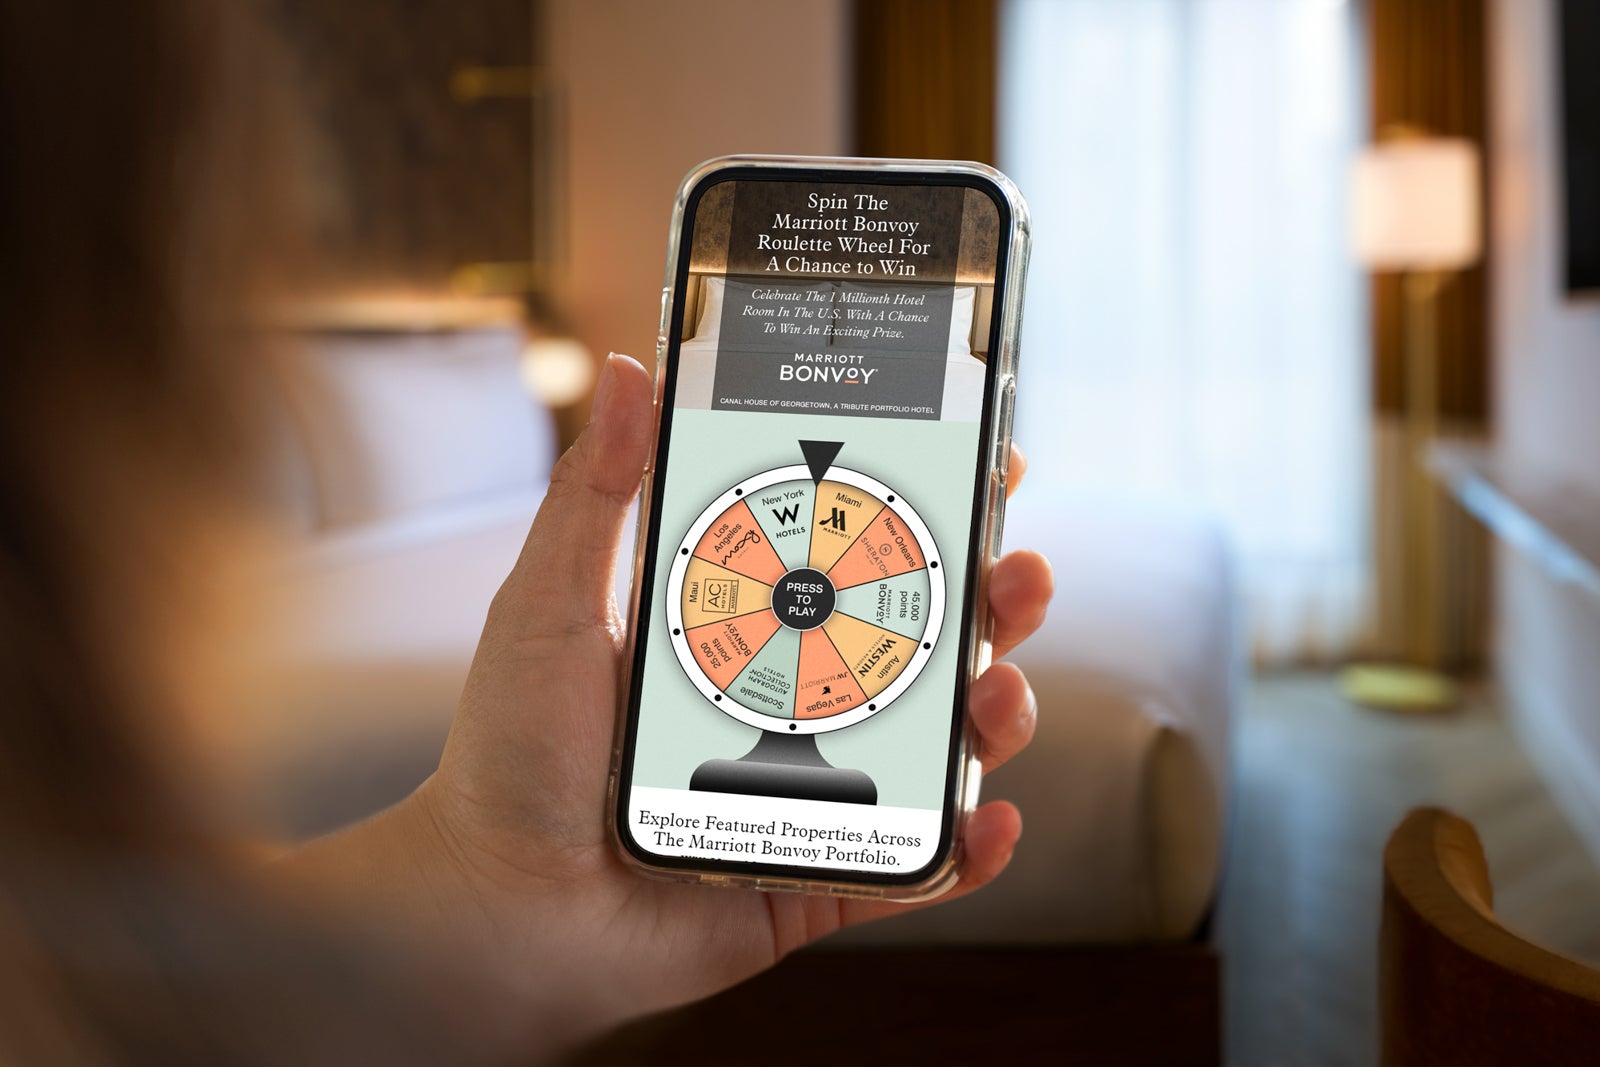 Spin The
Marriott Bonvoy
Roulette Wheel For
A Chance to Win
Celebrate The 1 Millionth Hotel
Room In The U.S. With A Chance
To Win An Exciting Prize.
MARRIOTT
BONVOY
CANAL HOUSE OF GEORGETOWN, A TRIBUTE PORTFOLIO HOTEL
New York
W
HOTELS
Miami
MARRIOTT
New Orleans
SHERATON
45,000
points
MARRIOTT
BONVOY
Austin
WESTIN
HOTELS & RESORTS
Las Vegas
JW MARRIOTT
Scottsdale
AUTOGRAPH
COLLECTION
HOTELS
25,000
points
MARRIOTT
BONVOY
Maui
AC
HOTELS
MARRIOTT
Los
Angeles
moxy
PRESS
TO
PLAY
Explore Featured Properties Across
The Marriott Bonvoy Portfolio.